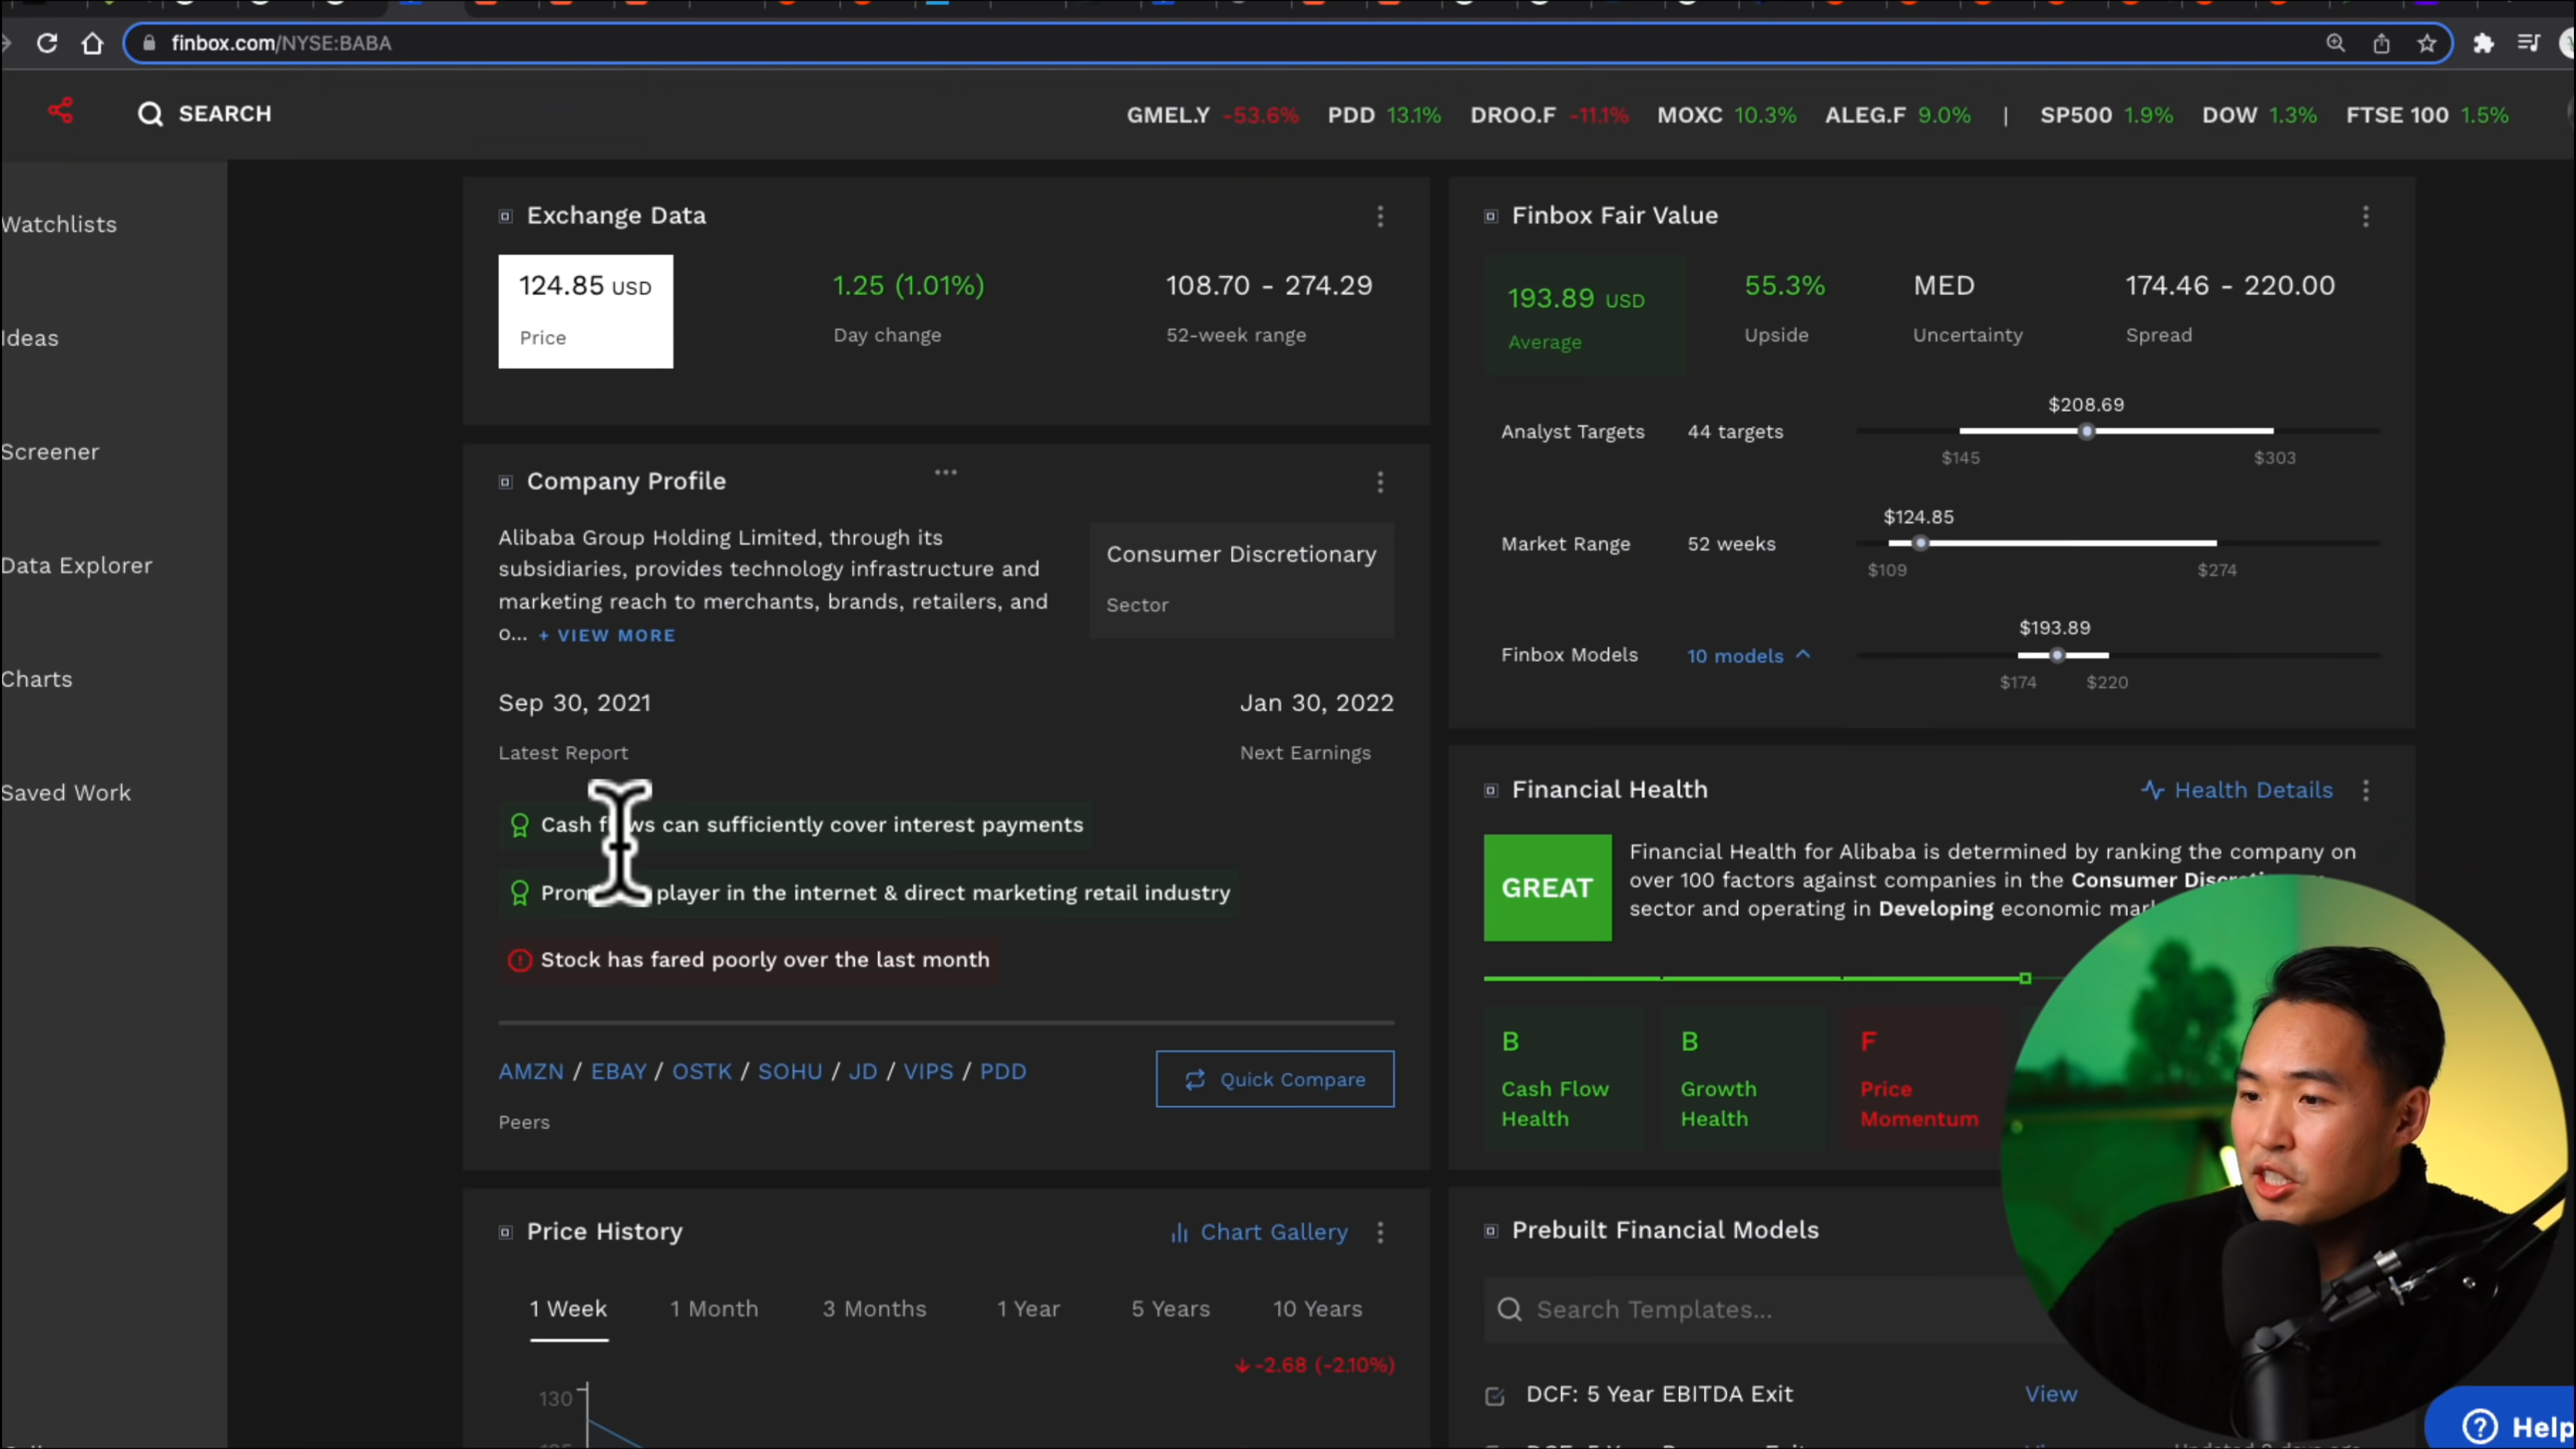 finbox.com/NYSE:BABA
SEARCH
GMEL.Y -53.6% PDD 13.1% DROO.F -11.1% MOXC 10.3% ALEG.F 9.0% | SP500 1.9% DOW 1.3% FTSE 100 1.5%
Watchlists
Ideas
Screener
Data Explorer
Charts
Saved Work
Exchange Data
124.85 USD
Price
1.25 (1.01%)
Day change
108.70 - 274.29
52-week range
Company Profile
Alibaba Group Holding Limited, through its
subsidiaries, provides technology infrastructure and
marketing reach to merchants, brands, retailers, and
o... + VIEW MORE
Consumer Discretionary
Sector
Sep 30, 2021
Latest Report
Jan 30, 2022
Next Earnings
Cash flows can sufficiently cover interest payments
player in the internet & direct marketing retail industry
Stock has fared poorly over the last month
AMZN / EBAY / OSTK / SOHU / JD / VIPS / PDD
Peers
Quick Compare
Price History
Chart Gallery
1 Week 1 Month 3 Months 1 Year 5 Years 10 Years
-2.68 (-2.10%)
130
Finbox Fair Value
193.89 USD
Average
55.3%
Upside
MED
Uncertainty
174.46 - 220.00
Spread
Analyst Targets 44 targets
$208.69
$145 $303
Market Range 52 weeks
$124.85
$109 $274
Finbox Models 10 models
$193.89
$174 $220
Financial Health
Health Details
GREAT
Financial Health for Alibaba is determined by ranking the company on
over 100 factors against companies in the Consumer
sector and operating in Developing economic
B
Cash Flow
Health
B
Growth
Health
F
Price
Momentum
Prebuilt Financial Models
Search Templates...
DCF: 5 Year EBITDA Exit View
Help